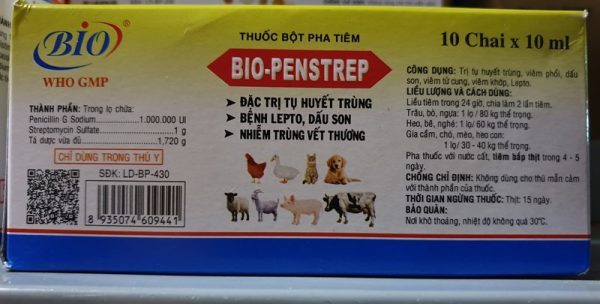 BIO
WHO GMP
THÀNH PHẦN: Trong lọ chứa:
Penicillin G Sodium 1.000.000 UI
Streptomycin Sulfate 1 g
Tá dược vừa đủ 1,720 g
CHỈ DÙNG TRONG THÚ Y
SĐK: LD-BP-430
8 935074 609441
THUỐC BỘT PHA TIÊM
BIO-PENSTREP
ĐẶC TRỊ TỤ HUYẾT TRÙNG
BỆNH LEPTO, DẤU SON
NHIỄM TRÙNG VẾT THƯƠNG
10 Chai x 10 ml
CÔNG DỤNG: Trị tụ huyết trùng, viêm phổi, dấu
son, viêm tử cung, viêm khớp, Lepto.
LIỀU LƯỢNG VÀ CÁCH DÙNG:
Liều tiêm trong 24 giờ, chia làm 2 lần tiêm.
Trâu, bò, ngựa: 1 lọ / 80 kg thể trọng.
Heo, bê, nghé: 1 lọ/ 60 kg thể trọng.
Gia cầm, chó, mèo, heo con:
1 lọ/ 30 - 40 kg thể trọng.
Pha thuốc với nước cất, tiêm bắp thịt trong 4 - 5
ngày.
CHỐNG CHỈ ĐỊNH: Không dùng cho thú mẫn cảm
với thành phần của thuốc.
THỜI GIAN NGỪNG THUỐC: Thịt: 15 ngày.
BẢO QUẢN:
Nơi khô thoáng, nhiệt độ không quá 30°C.